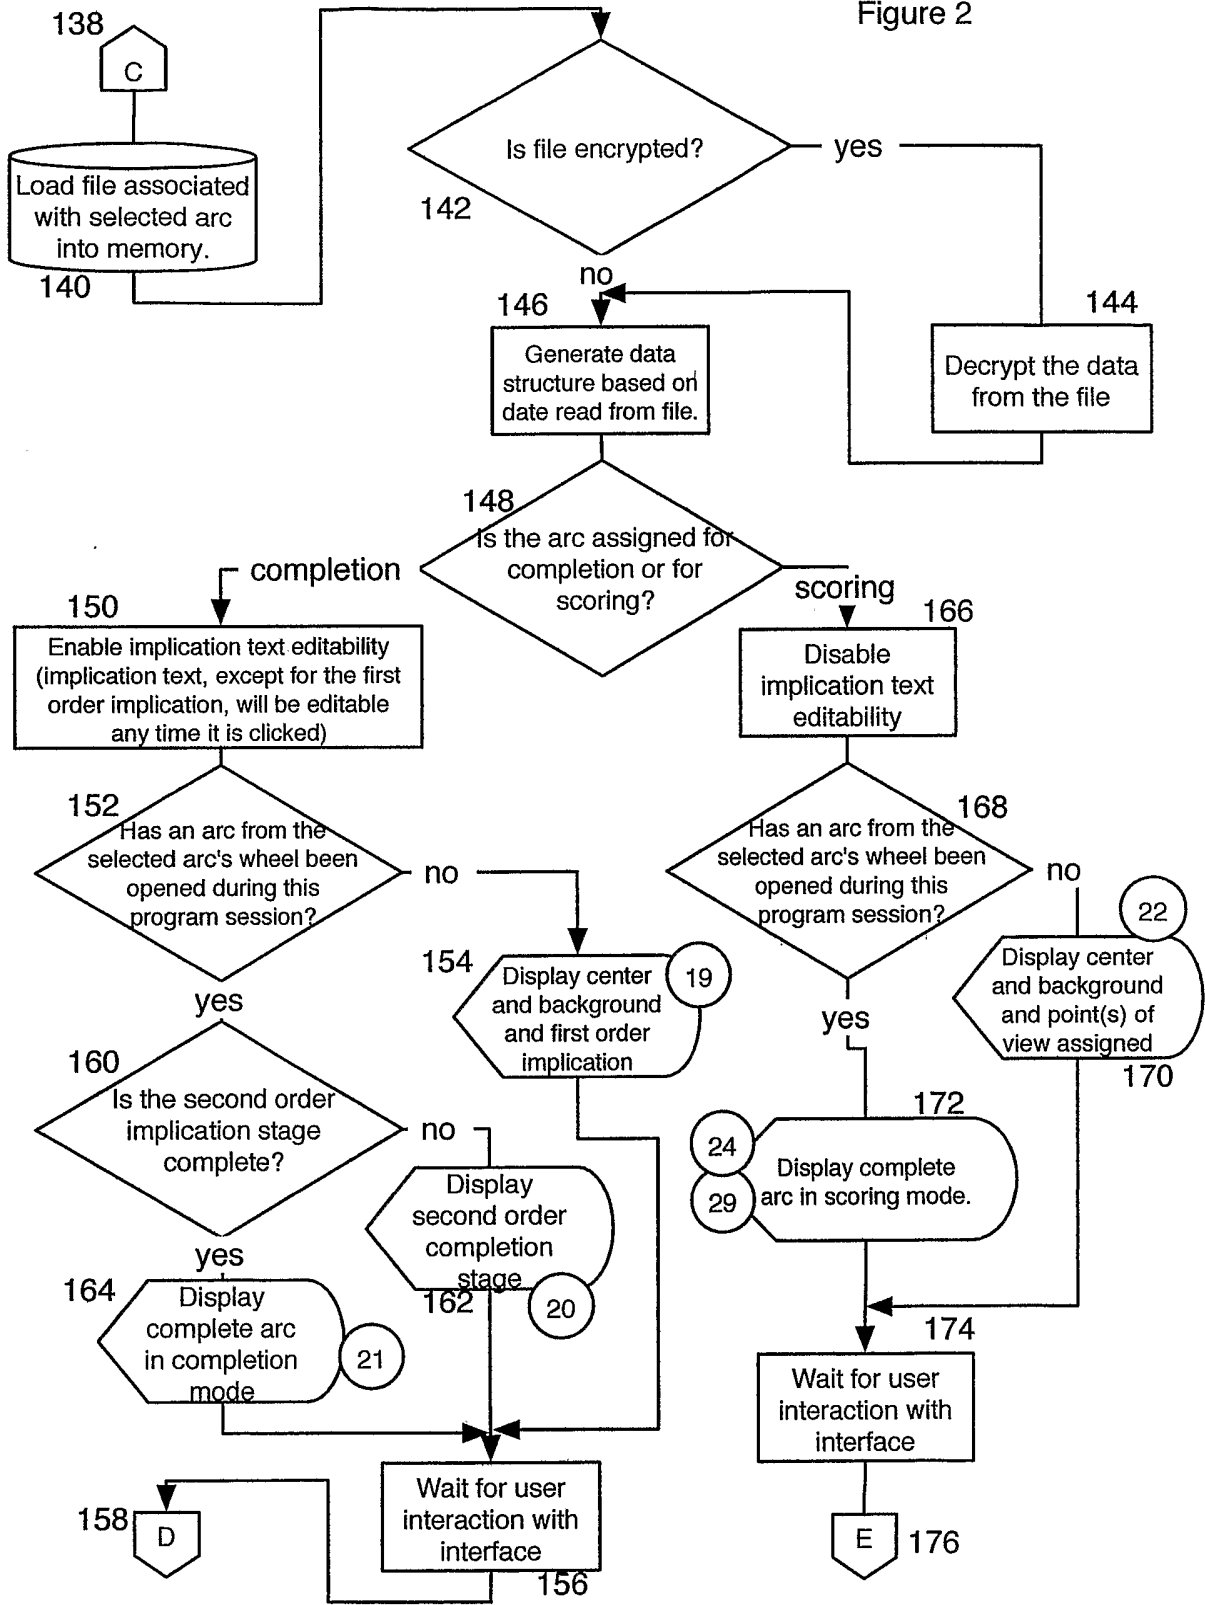 Figure 2
138
C
Load file associated
with selected arc
into memory.
140
Is file encrypted?
yes
142
no
146
144
Generate data
structure based on
date read from file.
Decrypt the data
from the file
148
Is the arc assigned for
completion or for
scoring?
completion
scoring
150
Enable implication text editability
(implication text, except for the first
order implication, will be editable
any time it is clicked)
166
Disable
implication text
editability
152
Has an arc from the
selected arc's wheel been
opened during this
program session?
no
yes
168
Has an arc from the
selected arc's wheel been
opened during this
program session?
no
yes
154
Display center
and background
and first order
implication
19
22
Display center
and background
and point(s) of
view assigned
170
160
Is the second order
implication stage
complete?
no
yes
172
24
29
Display complete
arc in scoring mode.
Display
second order
completion
stage
162
20
164
Display
complete arc
in completion
mode
21
174
Wait for user
interaction with
interface
Wait for user
interaction with
interface
156
158
D
E
176